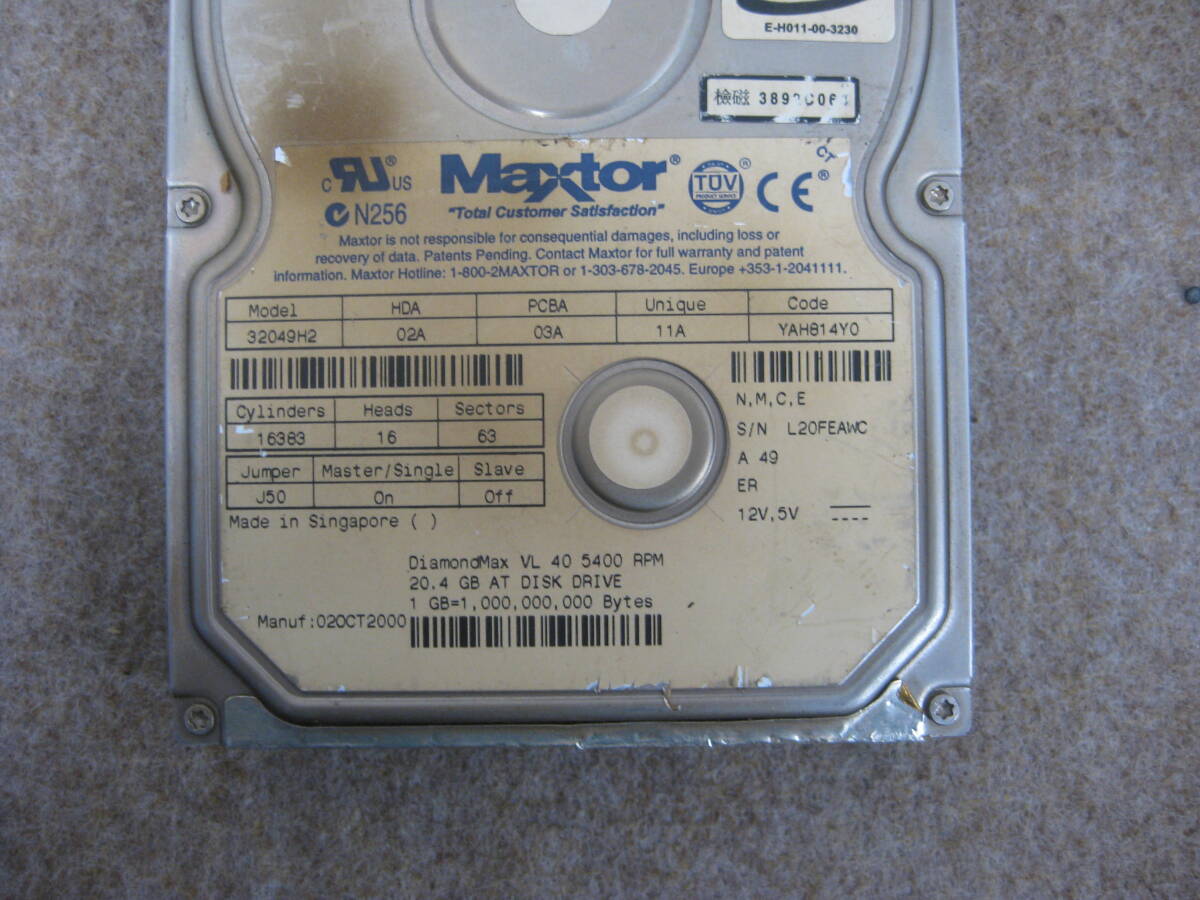 E-H011-00-3230
檢磁
C US
Maxtor®
TÜV
PRODUCT SERVICE
CE
N256
"Total Customer Satisfaction"
Maxtor is not responsible for consequential damages, including loss or
recovery of data. Patents Pending. Contact Maxtor for full warranty and patent
information. Maxtor Hotline: 1-800-2MAXTOR or 1-303-678-2045. Europe +353-1-2041111.
Model HDA PCBA Unique Code
32049H2 02A 03A 11A YAH814Y0
N,M,C,E
Cylinders Heads Sectors
16383 16 63
S/N L20FEAWC
A 49
Jumper Master/Single Slave
J50 On Off
ER
12V,5V
Made in Singapore ( )
DiamondMax VL 40 5400 RPM
20.4 GB AT DISK DRIVE
1 GB=1,000,000,000 Bytes
Manuf:02OCT2000